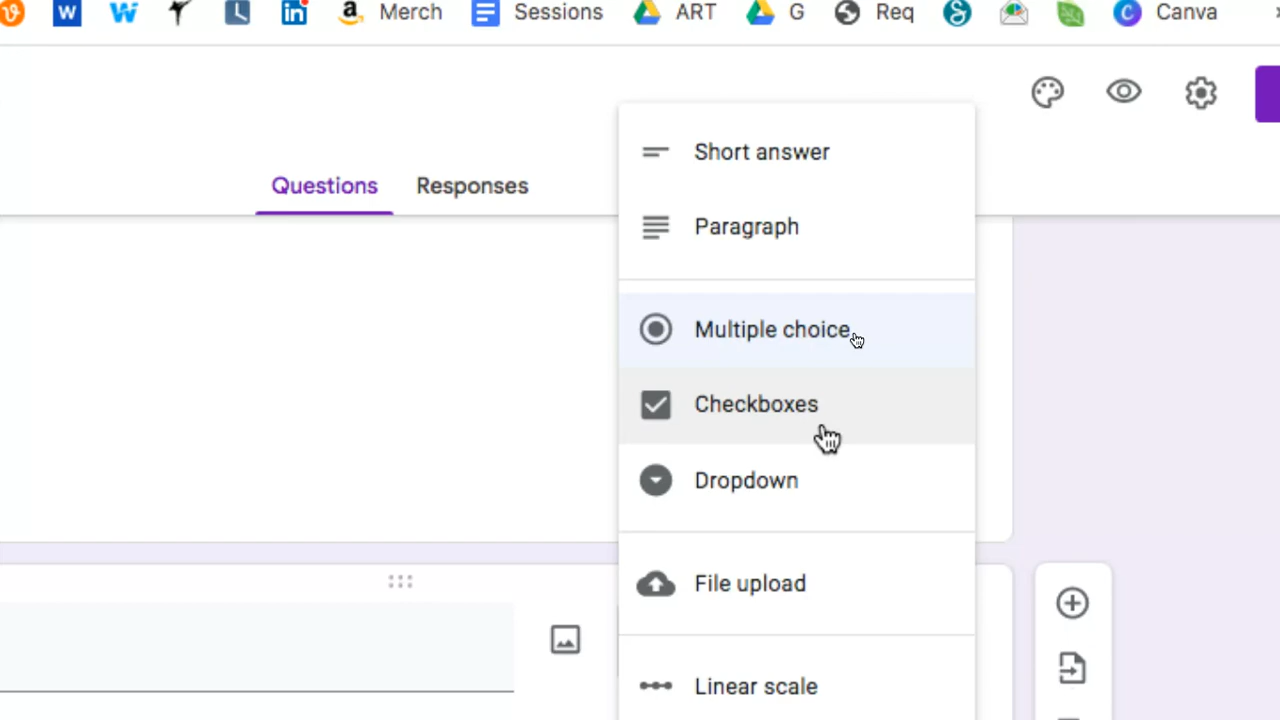 W Merch Sessions ART G Req Canva
Questions Responses
Short answer
Paragraph
Multiple choice
Checkboxes
Dropdown
File upload
Linear scale